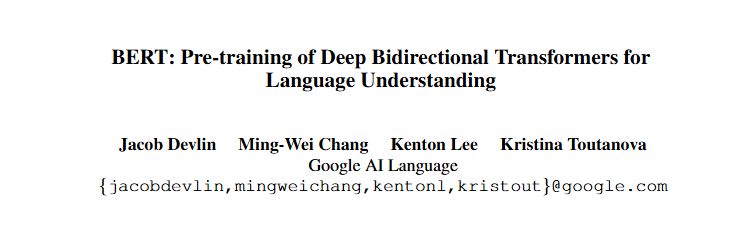 BERT: Pre-training of Deep Bidirectional Transformers for
Language Understanding
Jacob Devlin Ming-Wei Chang Kenton Lee Kristina Toutanova
Google AI Language
{jacobdevlin,mingweichang,kentonl,kristout}@google.com